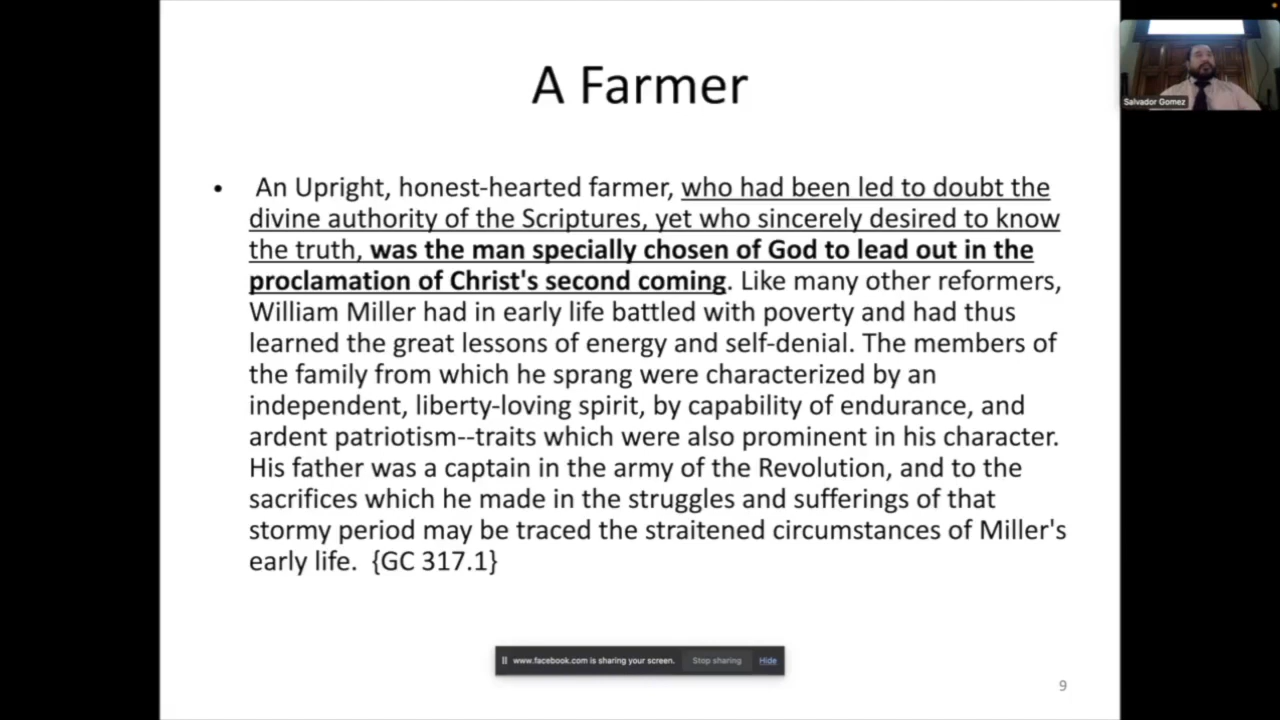 A Farmer
Salvador Gomez
• An Upright, honest-hearted farmer, who had been led to doubt the
divine authority of the Scriptures, yet who sincerely desired to know
the truth, was the man specially chosen of God to lead out in the
proclamation of Christ's second coming. Like many other reformers,
William Miller had in early life battled with poverty and had thus
learned the great lessons of energy and self-denial. The members of
the family from which he sprang were characterized by an
independent, liberty-loving spirit, by capability of endurance, and
ardent patriotism--traits which were also prominent in his character.
His father was a captain in the army of the Revolution, and to the
sacrifices which he made in the struggles and sufferings of that
stormy period may be traced the straitened circumstances of Miller's
early life. {GC 317.1}
www.facebook.com is sharing your screen. Stop sharing Hide
9